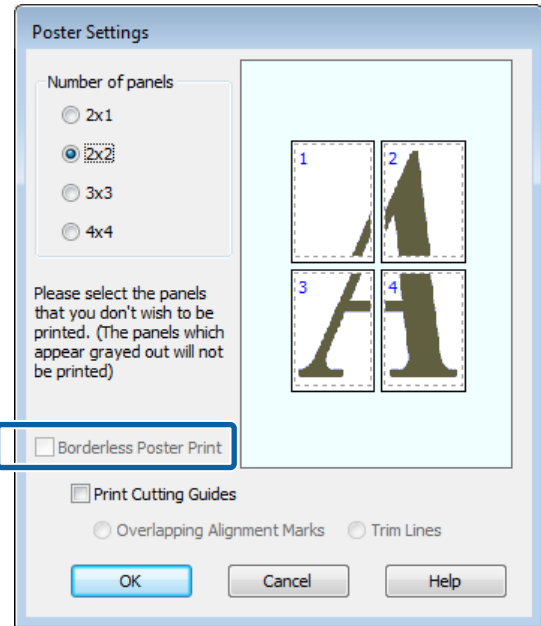 Poster Settings
Number of panels
2x1
2x2
3x3
4x4
1
2
3
4
Please select the panels
that you don't wish to be
printed. (The panels which
appear grayed out will not
be printed)
Borderless Poster Print
Print Cutting Guides
Overlapping Alignment Marks
Trim Lines
OK
Cancel
Help